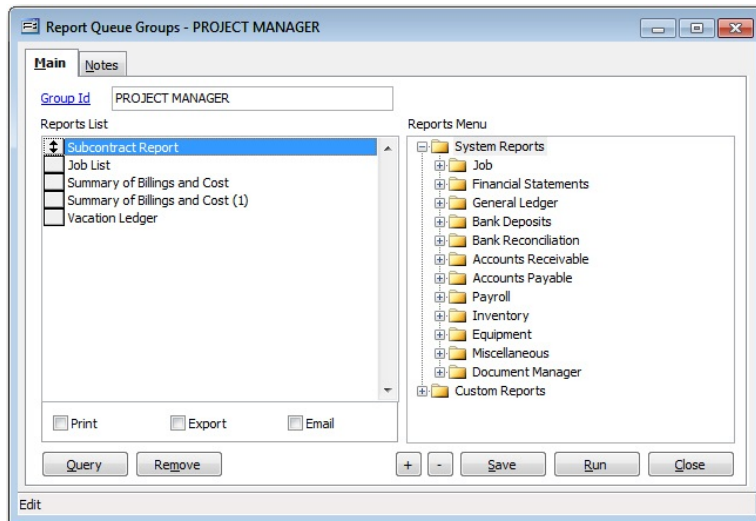 Report Queue Groups - PROJECT MANAGER
Main
Notes
Group Id
PROJECT MANAGER
Reports List
Subcontract Report
Job List
Summary of Billings and Cost
Summary of Billings and Cost (1)
Vacation Ledger
Print
Export
Email
Reports Menu
System Reports
Job
Financial Statements
General Ledger
Bank Deposits
Bank Reconciliation
Accounts Receivable
Accounts Payable
Payroll
Inventory
Equipment
Miscellaneous
Document Manager
Custom Reports
Query
Remove
+
-
Save
Run
Close
Edit